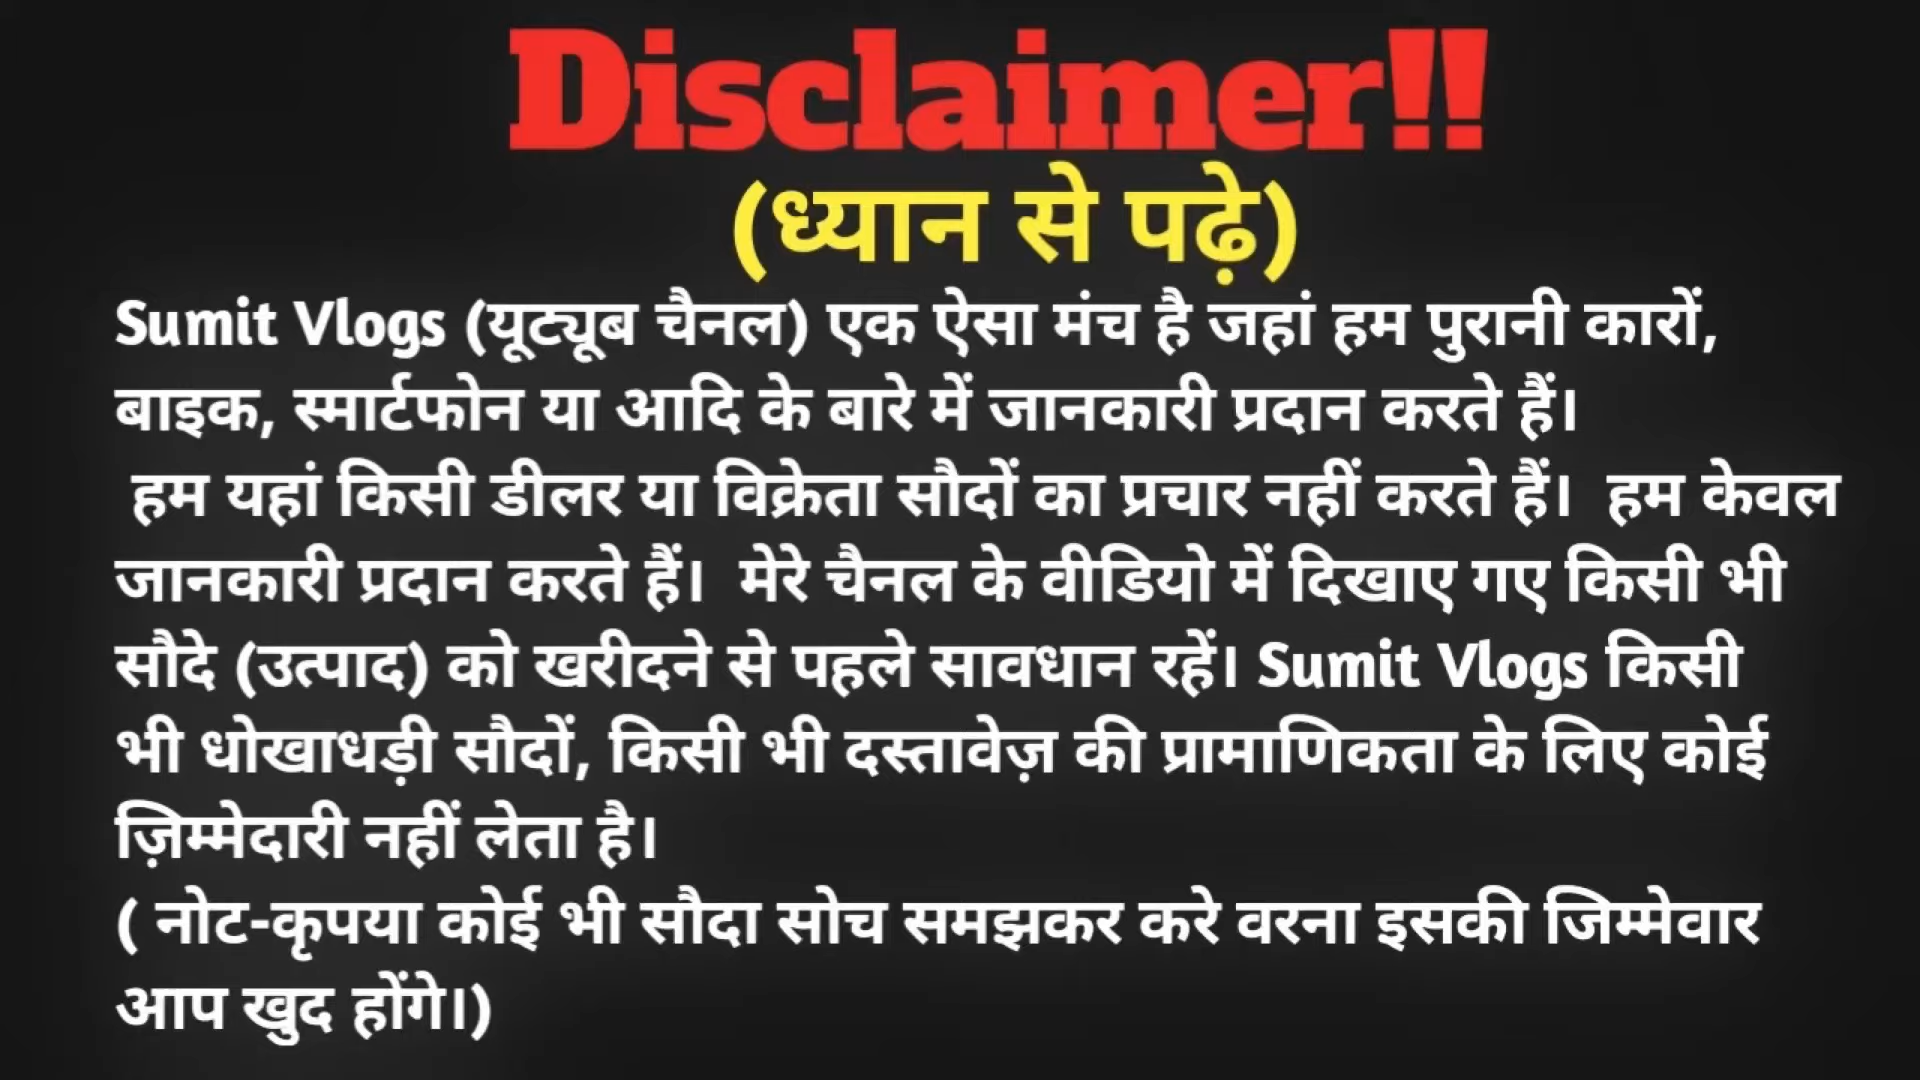 Disclaimer!!
(ध्यान से पढ़े)
Sumit Vlogs (यूट्यूब चैनल) एक ऐसा मंच है जहां हम पुरानी कारों,
बाइक, स्मार्टफोन या आदि के बारे में जानकारी प्रदान करते हैं।
हम यहां किसी डीलर या विक्रेता सौदों का प्रचार नहीं करते हैं। हम केवल
जानकारी प्रदान करते हैं। मेरे चैनल के वीडियो में दिखाए गए किसी भी
सौदे (उत्पाद) को खरीदने से पहले सावधान रहें। Sumit Vlogs किसी
भी धोखाधड़ी सौदों, किसी भी दस्तावेज़ की प्रामाणिकता के लिए कोई
ज़िम्मेदारी नहीं लेता है।
( नोट-कृपया कोई भी सौदा सोच समझकर करे वरना इसकी जिम्मेवार
आप खुद होंगे।)